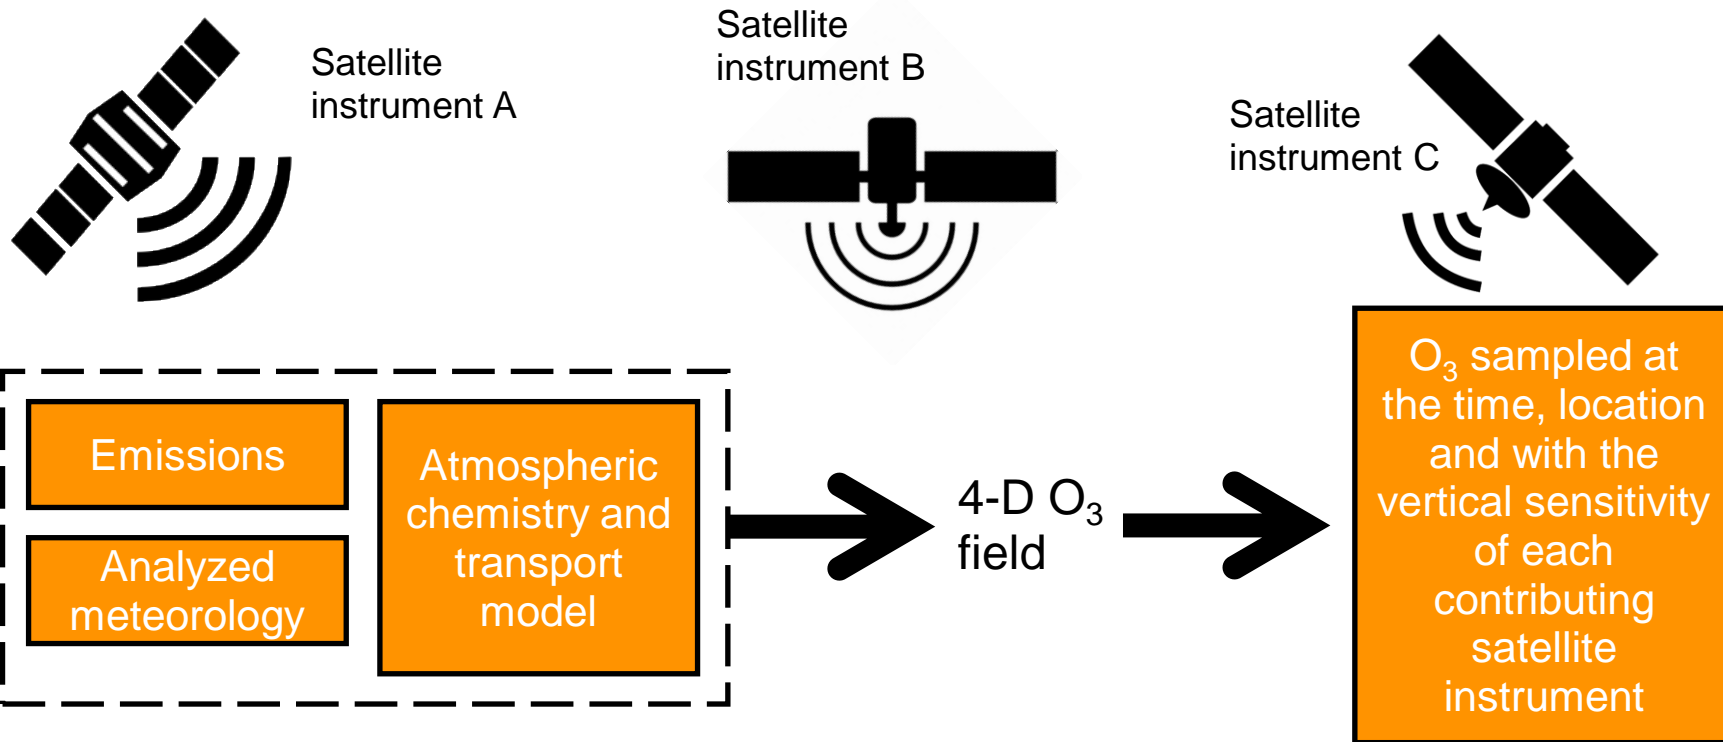 Satellite
instrument A
Satellite
instrument B
Satellite
instrument C
Emissions
Analyzed
meteorology
Atmospheric
chemistry and
transport
model
4-D O₃
field
O₃ sampled at
the time, location
and with the
vertical sensitivity
of each
contributing
satellite
instrument